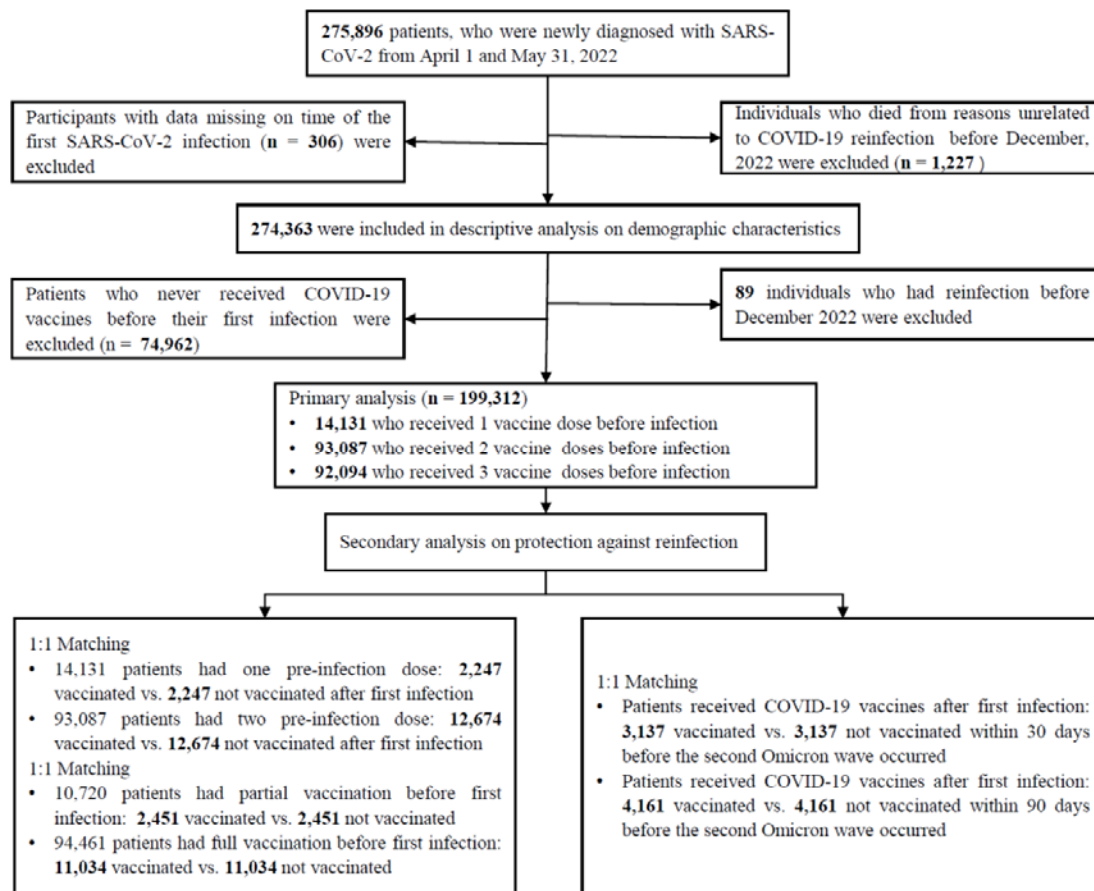 275,896 patients, who were newly diagnosed with SARS-
CoV-2 from April 1 and May 31, 2022
Participants with data missing on time of the
first SARS-CoV-2 infection (n = 306) were
excluded
Individuals who died from reasons unrelated
to COVID-19 reinfection before December,
2022 were excluded (n = 1,227 )
274,363 were included in descriptive analysis on demographic characteristics
Patients who never received COVID-19
vaccines before their first infection were
excluded (n = 74,962)
89 individuals who had reinfection before
December 2022 were excluded
Primary analysis (n = 199,312)
• 14,131 who received 1 vaccine dose before infection
• 93,087 who received 2 vaccine doses before infection
• 92,094 who received 3 vaccine doses before infection
Secondary analysis on protection against reinfection
1:1 Matching
• 14,131 patients had one pre-infection dose: 2,247
vaccinated vs. 2,247 not vaccinated after first infection
• 93,087 patients had two pre-infection dose: 12,674
vaccinated vs. 12,674 not vaccinated after first infection
1:1 Matching
• 10,720 patients had partial vaccination before first
infection: 2,451 vaccinated vs. 2,451 not vaccinated
• 94,461 patients had full vaccination before first infection:
11,034 vaccinated vs. 11,034 not vaccinated
1:1 Matching
• Patients received COVID-19 vaccines after first infection:
3,137 vaccinated vs. 3,137 not vaccinated within 30 days
before the second Omicron wave occurred
• Patients received COVID-19 vaccines after first infection:
4,161 vaccinated vs. 4,161 not vaccinated within 90 days
before the second Omicron wave occurred